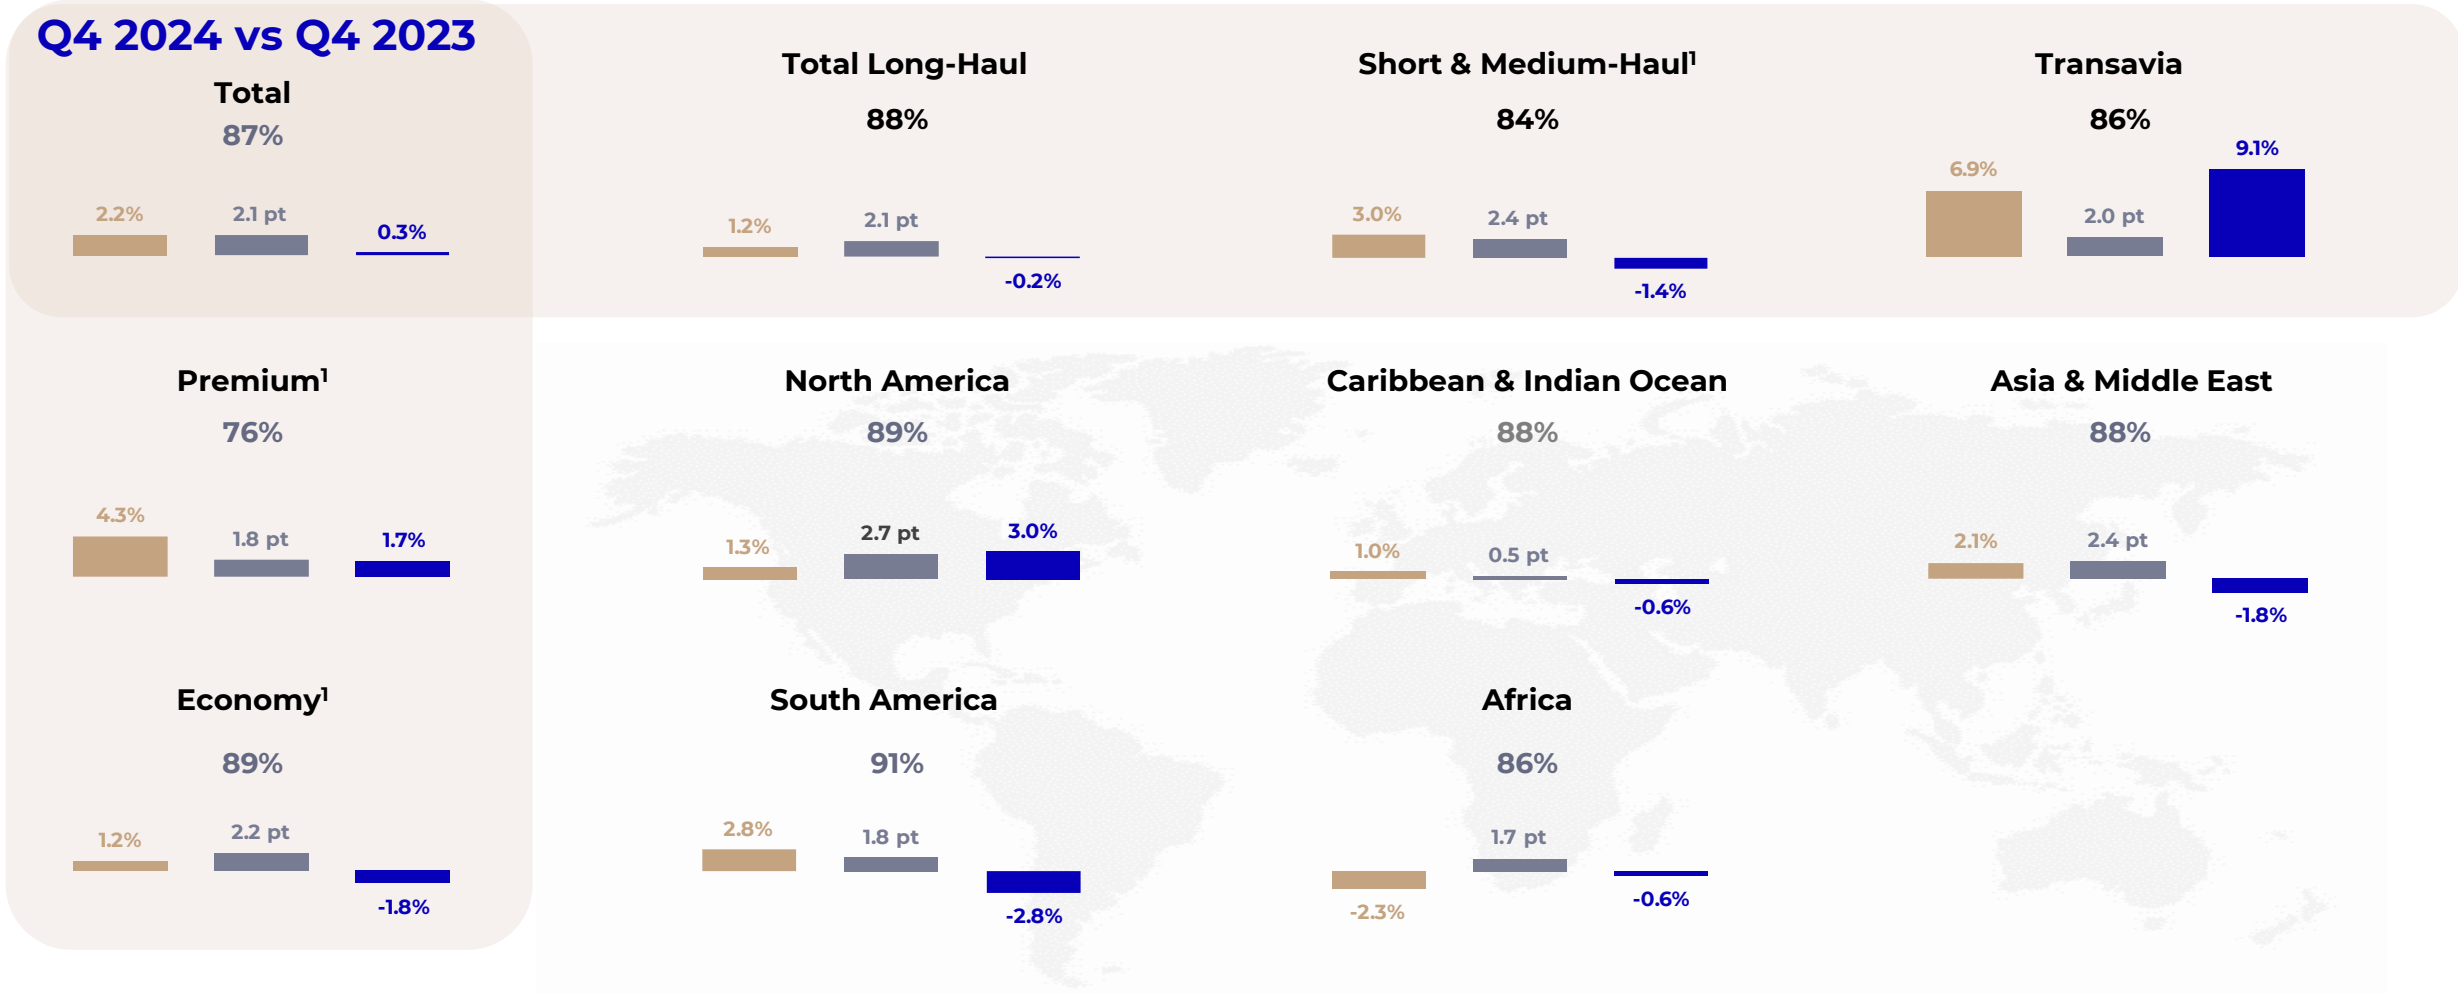 Q4 2024 vs Q4 2023
Total
87%
2.2%
2.1 pt
0.3%
Total Long-Haul
88%
1.2%
2.1 pt
-0.2%
Short & Medium-Haul¹
84%
3.0%
2.4 pt
-1.4%
Transavia
86%
6.9%
2.0 pt
9.1%
Premium¹
76%
4.3%
1.8 pt
1.7%
North America
89%
1.3%
2.7 pt
3.0%
Caribbean & Indian Ocean
88%
1.0%
0.5 pt
-0.6%
Asia & Middle East
88%
2.1%
2.4 pt
-1.8%
Economy¹
89%
1.2%
2.2 pt
-1.8%
South America
91%
2.8%
1.8 pt
-2.8%
Africa
86%
-2.3%
1.7 pt
-0.6%